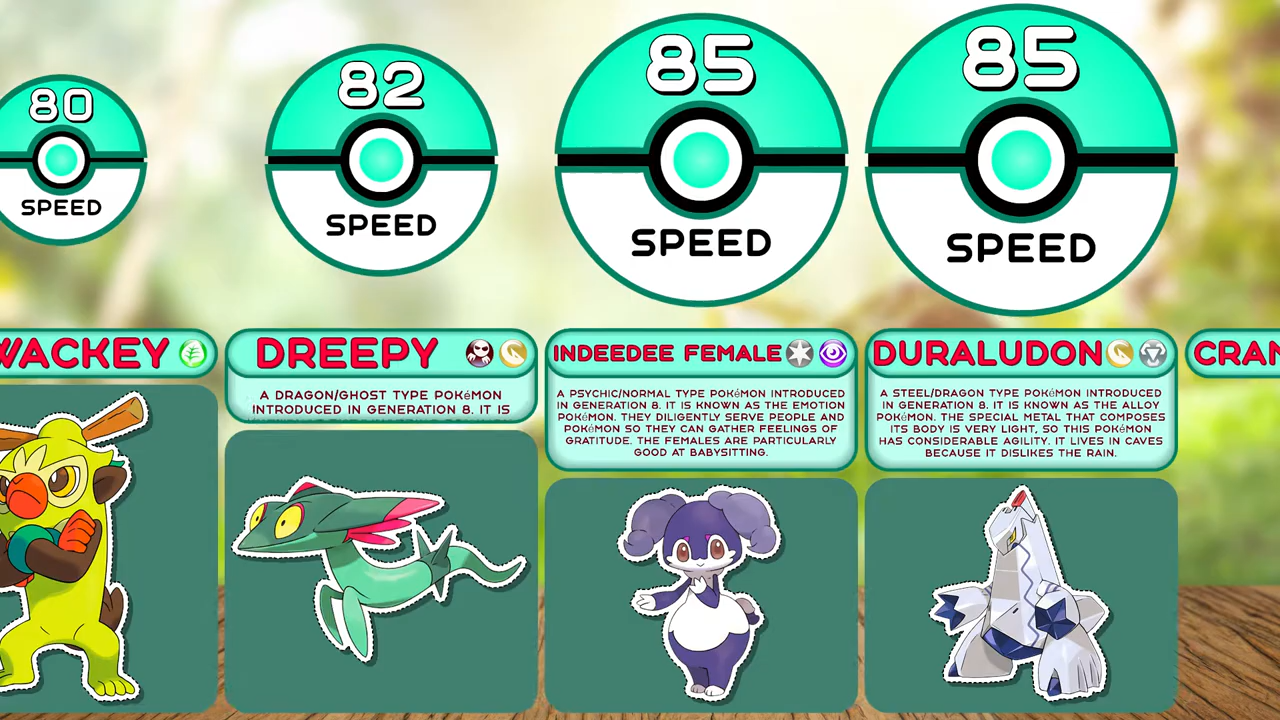 80
SPEED
82
SPEED
85
SPEED
85
SPEED
WACKEY
DREEPY
A DRAGON/GHOST TYPE POKéMON
INTRODUCED IN GENERATION 8. IT IS
INDEEDEE FEMALE
A PSYCHIC/NORMAL TYPE POKéMON INTRODUCED
IN GENERATION 8. IT IS KNOWN AS THE EMOTION
POKéMON. THEY DILIGENTLY SERVE PEOPLE AND
POKéMON SO THEY CAN GATHER FEELINGS OF
GRATITUDE. THE FEMALES ARE PARTICULARLY
GOOD AT BABYSITTING.
DURALUDON
A STEEL/DRAGON TYPE POKéMON INTRODUCED
IN GENERATION 8. IT IS KNOWN AS THE ALLOY
POKéMON. THE SPECIAL METAL THAT COMPOSES
ITS BODY IS VERY LIGHT, SO THIS POKéMON
HAS CONSIDERABLE AGILITY. IT LIVES IN CAVES
BECAUSE IT DISLIKES THE RAIN.
CRAN